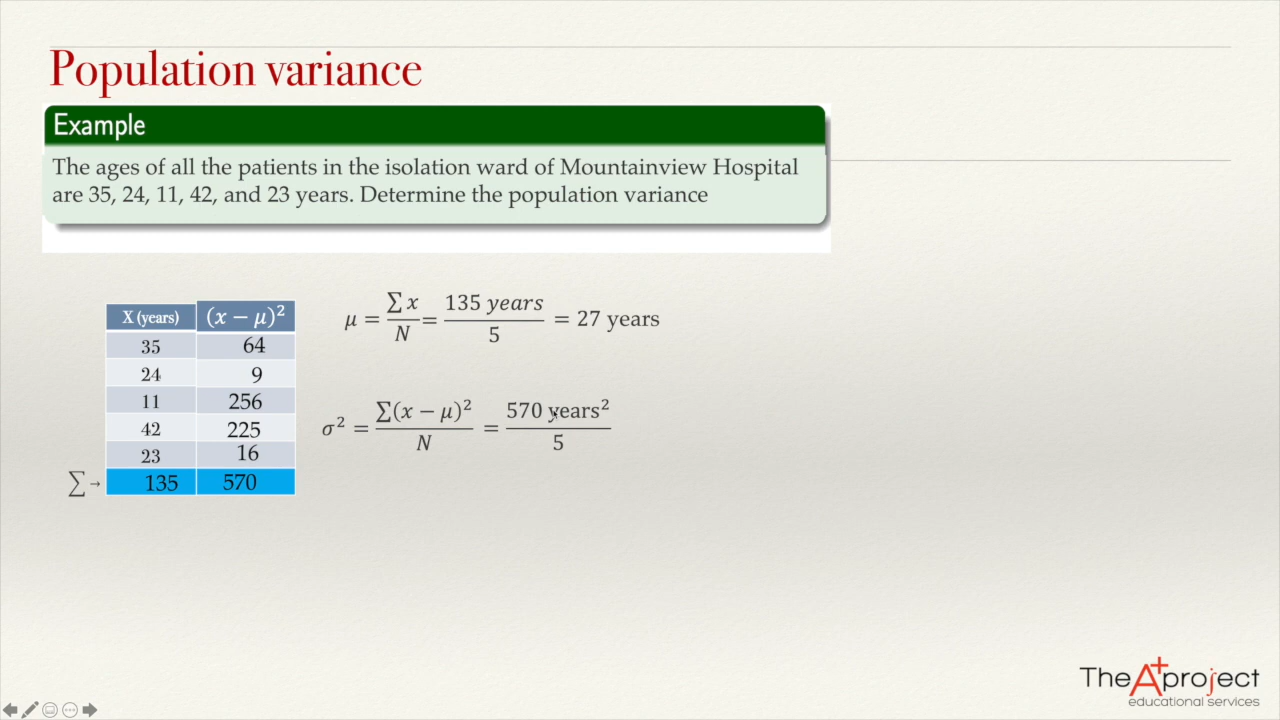 Population variance
Example
The ages of all the patients in the isolation ward of Mountainview Hospital
are 35, 24, 11, 42, and 23 years. Determine the population variance
X (years) (𝑥 − 𝜇)²
35 64
24 9
11 256
42 225
23 16
∑→ 135 570
𝜇 = ∑ 𝑥 / N = 135 years / 5 = 27 years
𝜎² = ∑(𝑥 − 𝜇)² / N = 570 years² / 5
The A+ project
educational services